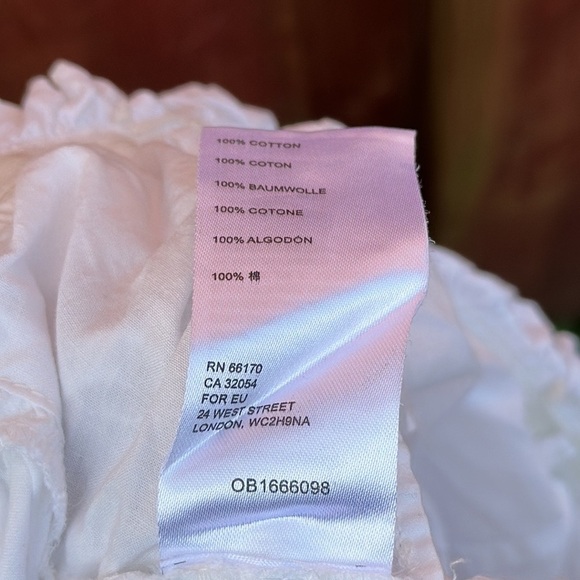 100% COTTON
100% COTON
100% BAUMWOLLE
100% COTONE
100% ALGODÓN
100% 棉
RN 66170
CA 32054
FOR EU
24 WEST STREET
LONDON, WC2H9NA
OB1666098